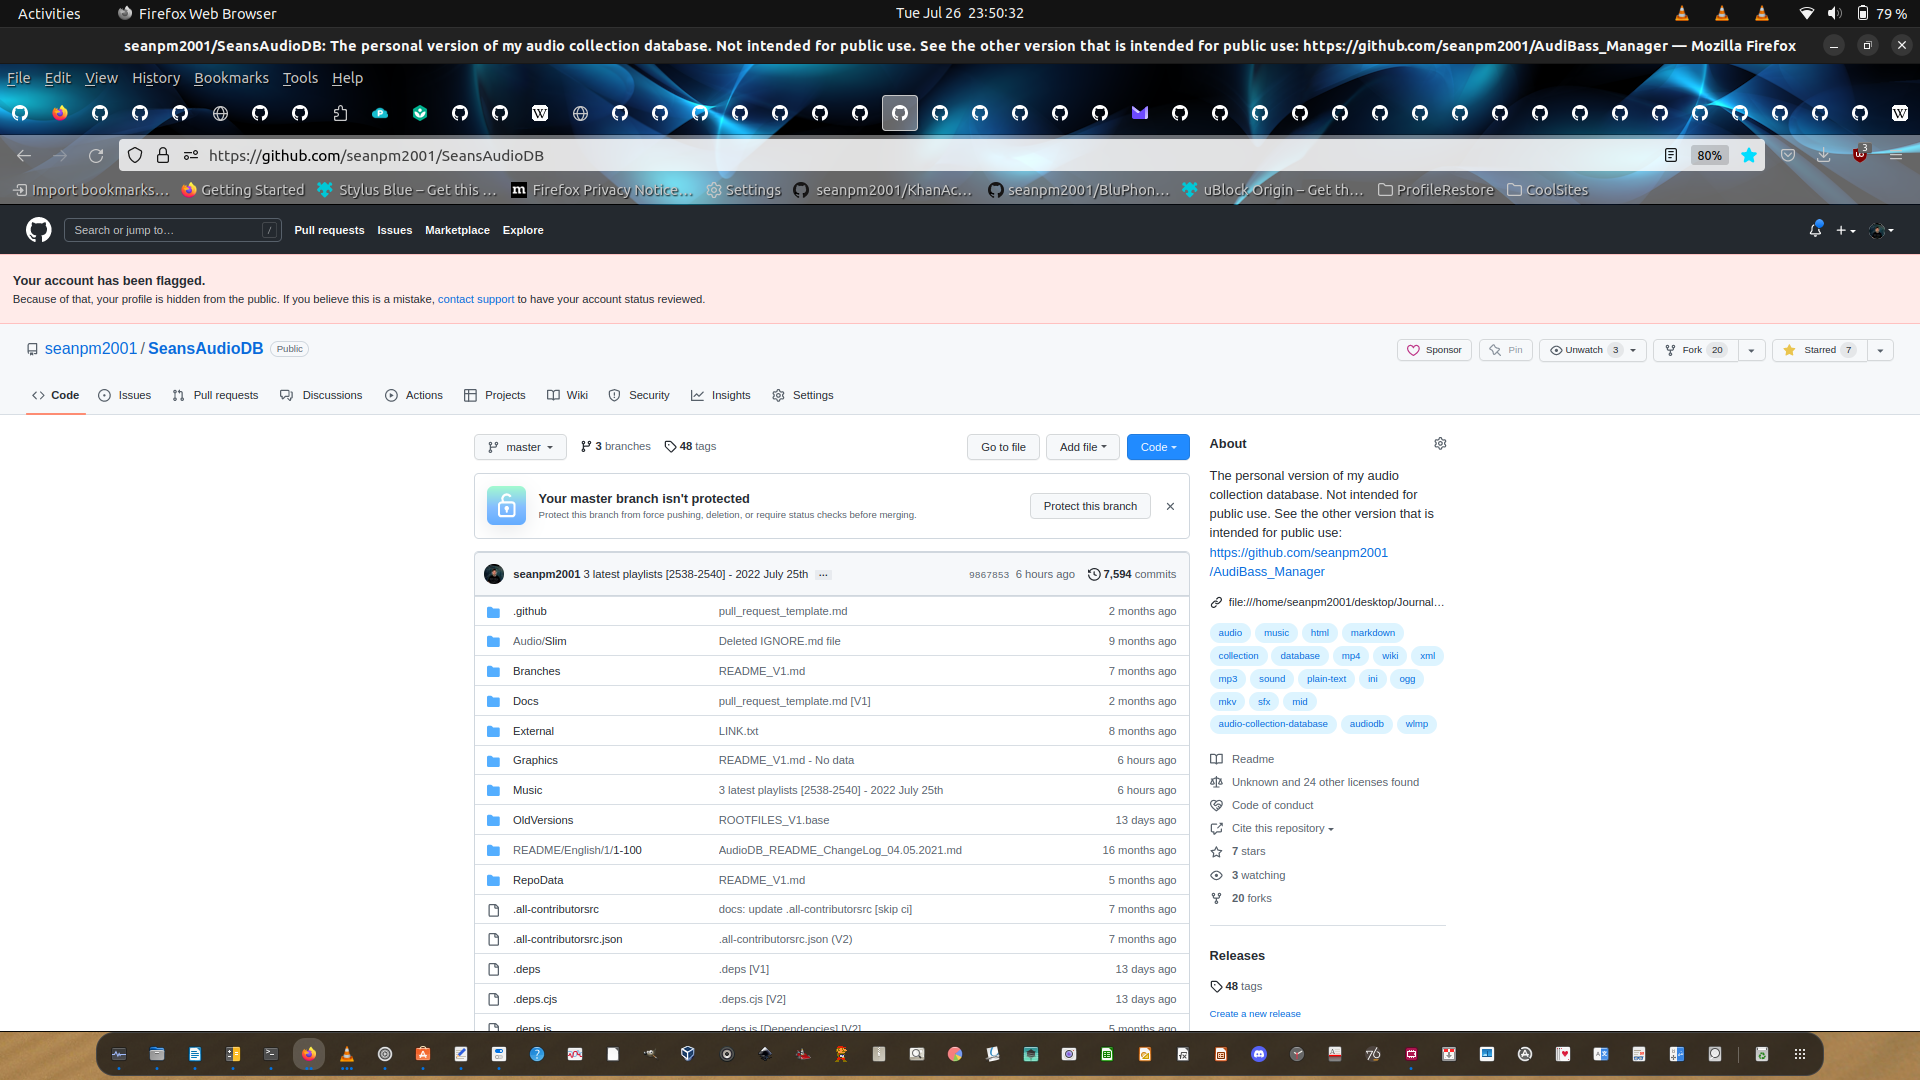 Activities
Firefox Web Browser
Tue Jul 26 23:50:32
79 %
seanpm2001/SeansAudioDB: The personal version of my audio collection database. Not intended for public use. See the other version that is intended for public use: https://github.com/seanpm2001/AudiBass_Manager — Mozilla Firefox
File Edit View History Bookmarks Tools Help
https://github.com/seanpm2001/SeansAudioDB
80%
3
Import bookmarks…
Getting Started
Stylus Blue – Get this …
Firefox Privacy Notice…
Settings
seanpm2001/KhanAc…
seanpm2001/BluPhon…
uBlock Origin – Get th…
ProfileRestore
CoolSites
Search or jump to…
/
Pull requests
Issues
Marketplace
Explore
Your account has been flagged.
Because of that, your profile is hidden from the public. If you believe this is a mistake, contact support to have your account status reviewed.
seanpm2001 / SeansAudioDB
Public
Sponsor
Pin
Unwatch 3
Fork 20
Starred 7
Code
Issues
Pull requests
Discussions
Actions
Projects
Wiki
Security
Insights
Settings
master
3 branches
48 tags
Go to file
Add file
Code
Your master branch isn't protected
Protect this branch from force pushing, deletion, or require status checks before merging.
Protect this branch
seanpm2001 3 latest playlists [2538-2540] - 2022 July 25th
9867853 6 hours ago
7,594 commits
.github pull_request_template.md 2 months ago
Audio/Slim Deleted IGNORE.md file 9 months ago
Branches README_V1.md 7 months ago
Docs pull_request_template.md [V1] 2 months ago
External LINK.txt 8 months ago
Graphics README_V1.md - No data 6 hours ago
Music 3 latest playlists [2538-2540] - 2022 July 25th 6 hours ago
OldVersions ROOTFILES_V1.base 13 days ago
README/English/1/1-100 AudioDB_README_ChangeLog_04.05.2021.md 16 months ago
RepoData README_V1.md 5 months ago
.all-contributorsrc docs: update .all-contributorsrc [skip ci] 7 months ago
.all-contributorsrc.json .all-contributorsrc.json (V2) 7 months ago
.deps .deps [V1] 13 days ago
.deps.cjs .deps.cjs [V2] 13 days ago
.deps.js .deps.js [Dependencies] [V2] 5 months ago
About
The personal version of my audio
collection database. Not intended for
public use. See the other version that is
intended for public use:
https://github.com/seanpm2001
/AudiBass_Manager
file:///home/seanpm2001/desktop/Journal…
audio music html markdown
collection database mp4 wiki xml
mp3 sound plain-text ini ogg
mkv sfx mid
audio-collection-database audiodb wlmp
Readme
Unknown and 24 other licenses found
Code of conduct
Cite this repository
7 stars
3 watching
20 forks
Releases
48 tags
Create a new release